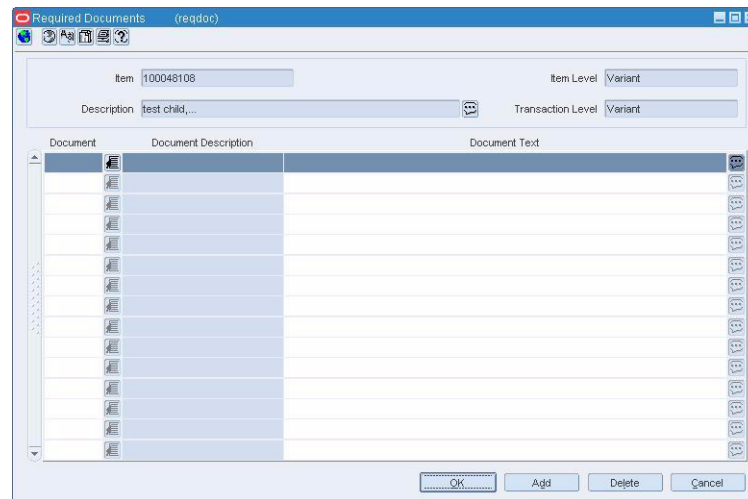 Required Documents (reqdoc)
Item 100048108 Item Level Variant
Description test child,... Transaction Level Variant
Document Document Description Document Text
OK Add Delete Cancel